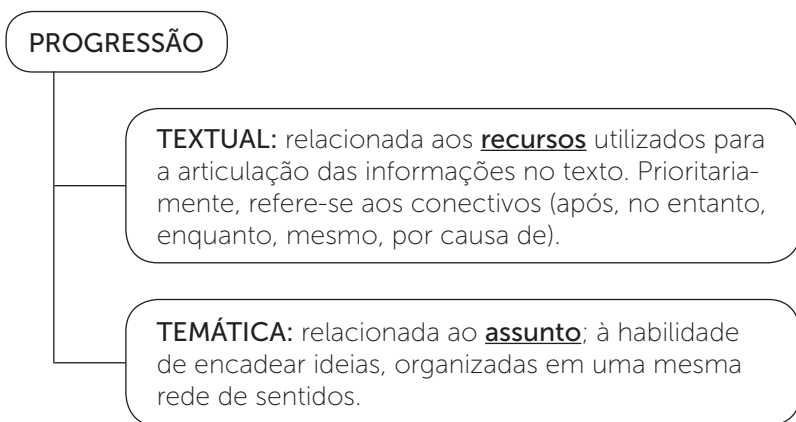 PROGRESSÃO
TEXTUAL: relacionada aos recursos utilizados para
a articulação das informações no texto. Prioritaria-
mente, refere-se aos conectivos (após, no entanto,
enquanto, mesmo, por causa de).
TEMÁTICA: relacionada ao assunto; à habilidade
de encadear ideias, organizadas em uma mesma
rede de sentidos.